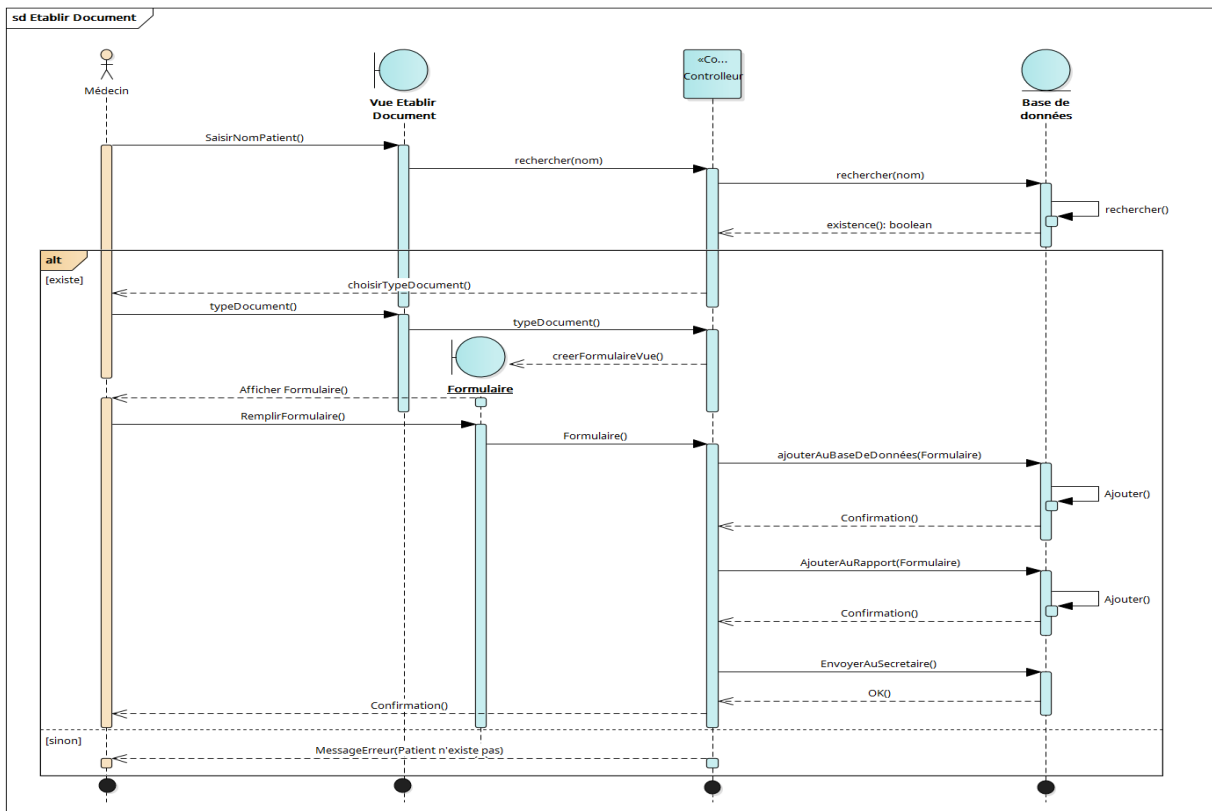 sd Etablir Document
Médecin
Vue Etablir
Document
«Co...
Controlleur
Base de
données
SaisirNomPatient()
rechercher(nom)
rechercher(nom)
rechercher()
existence(): boolean
alt
[existe]
choisirTypeDocument()
typeDocument()
typeDocument()
creerFormulaireVue()
Formulaire
Afficher Formulaire()
RemplirFormulaire()
Formulaire()
ajouterAuBaseDeDonnées(Formulaire)
Ajouter()
Confirmation()
AjouterAuRapport(Formulaire)
Ajouter()
Confirmation()
EnvoyerAuSecretaire()
OK()
Confirmation()
[sinon]
MessageErreur(Patient n'existe pas)